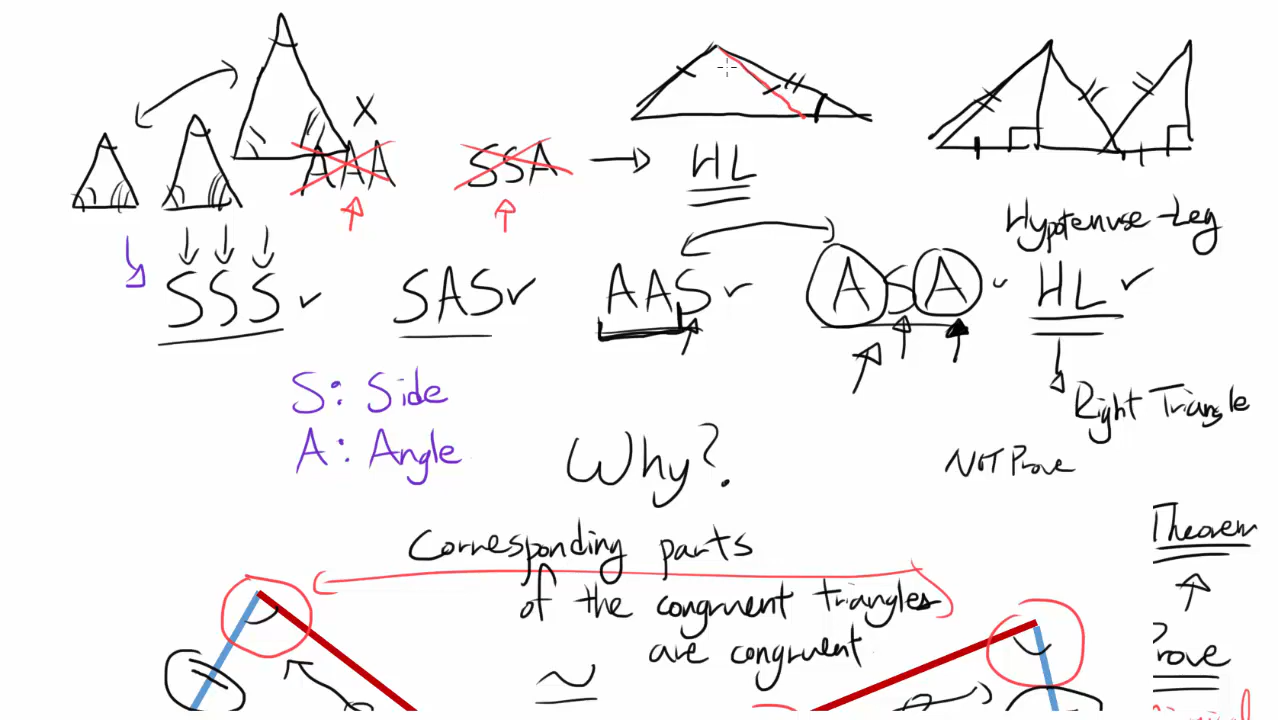 X
AAA
SSA
HL
Hypotenuse-Leg
SSS
SAS
AAS
ASA
HL
S: Side
A: Angle
Right Triangle
Why?
NOT Prove
Corresponding parts
of the congruent triangles
are congruent
≅
Theorem
Prove